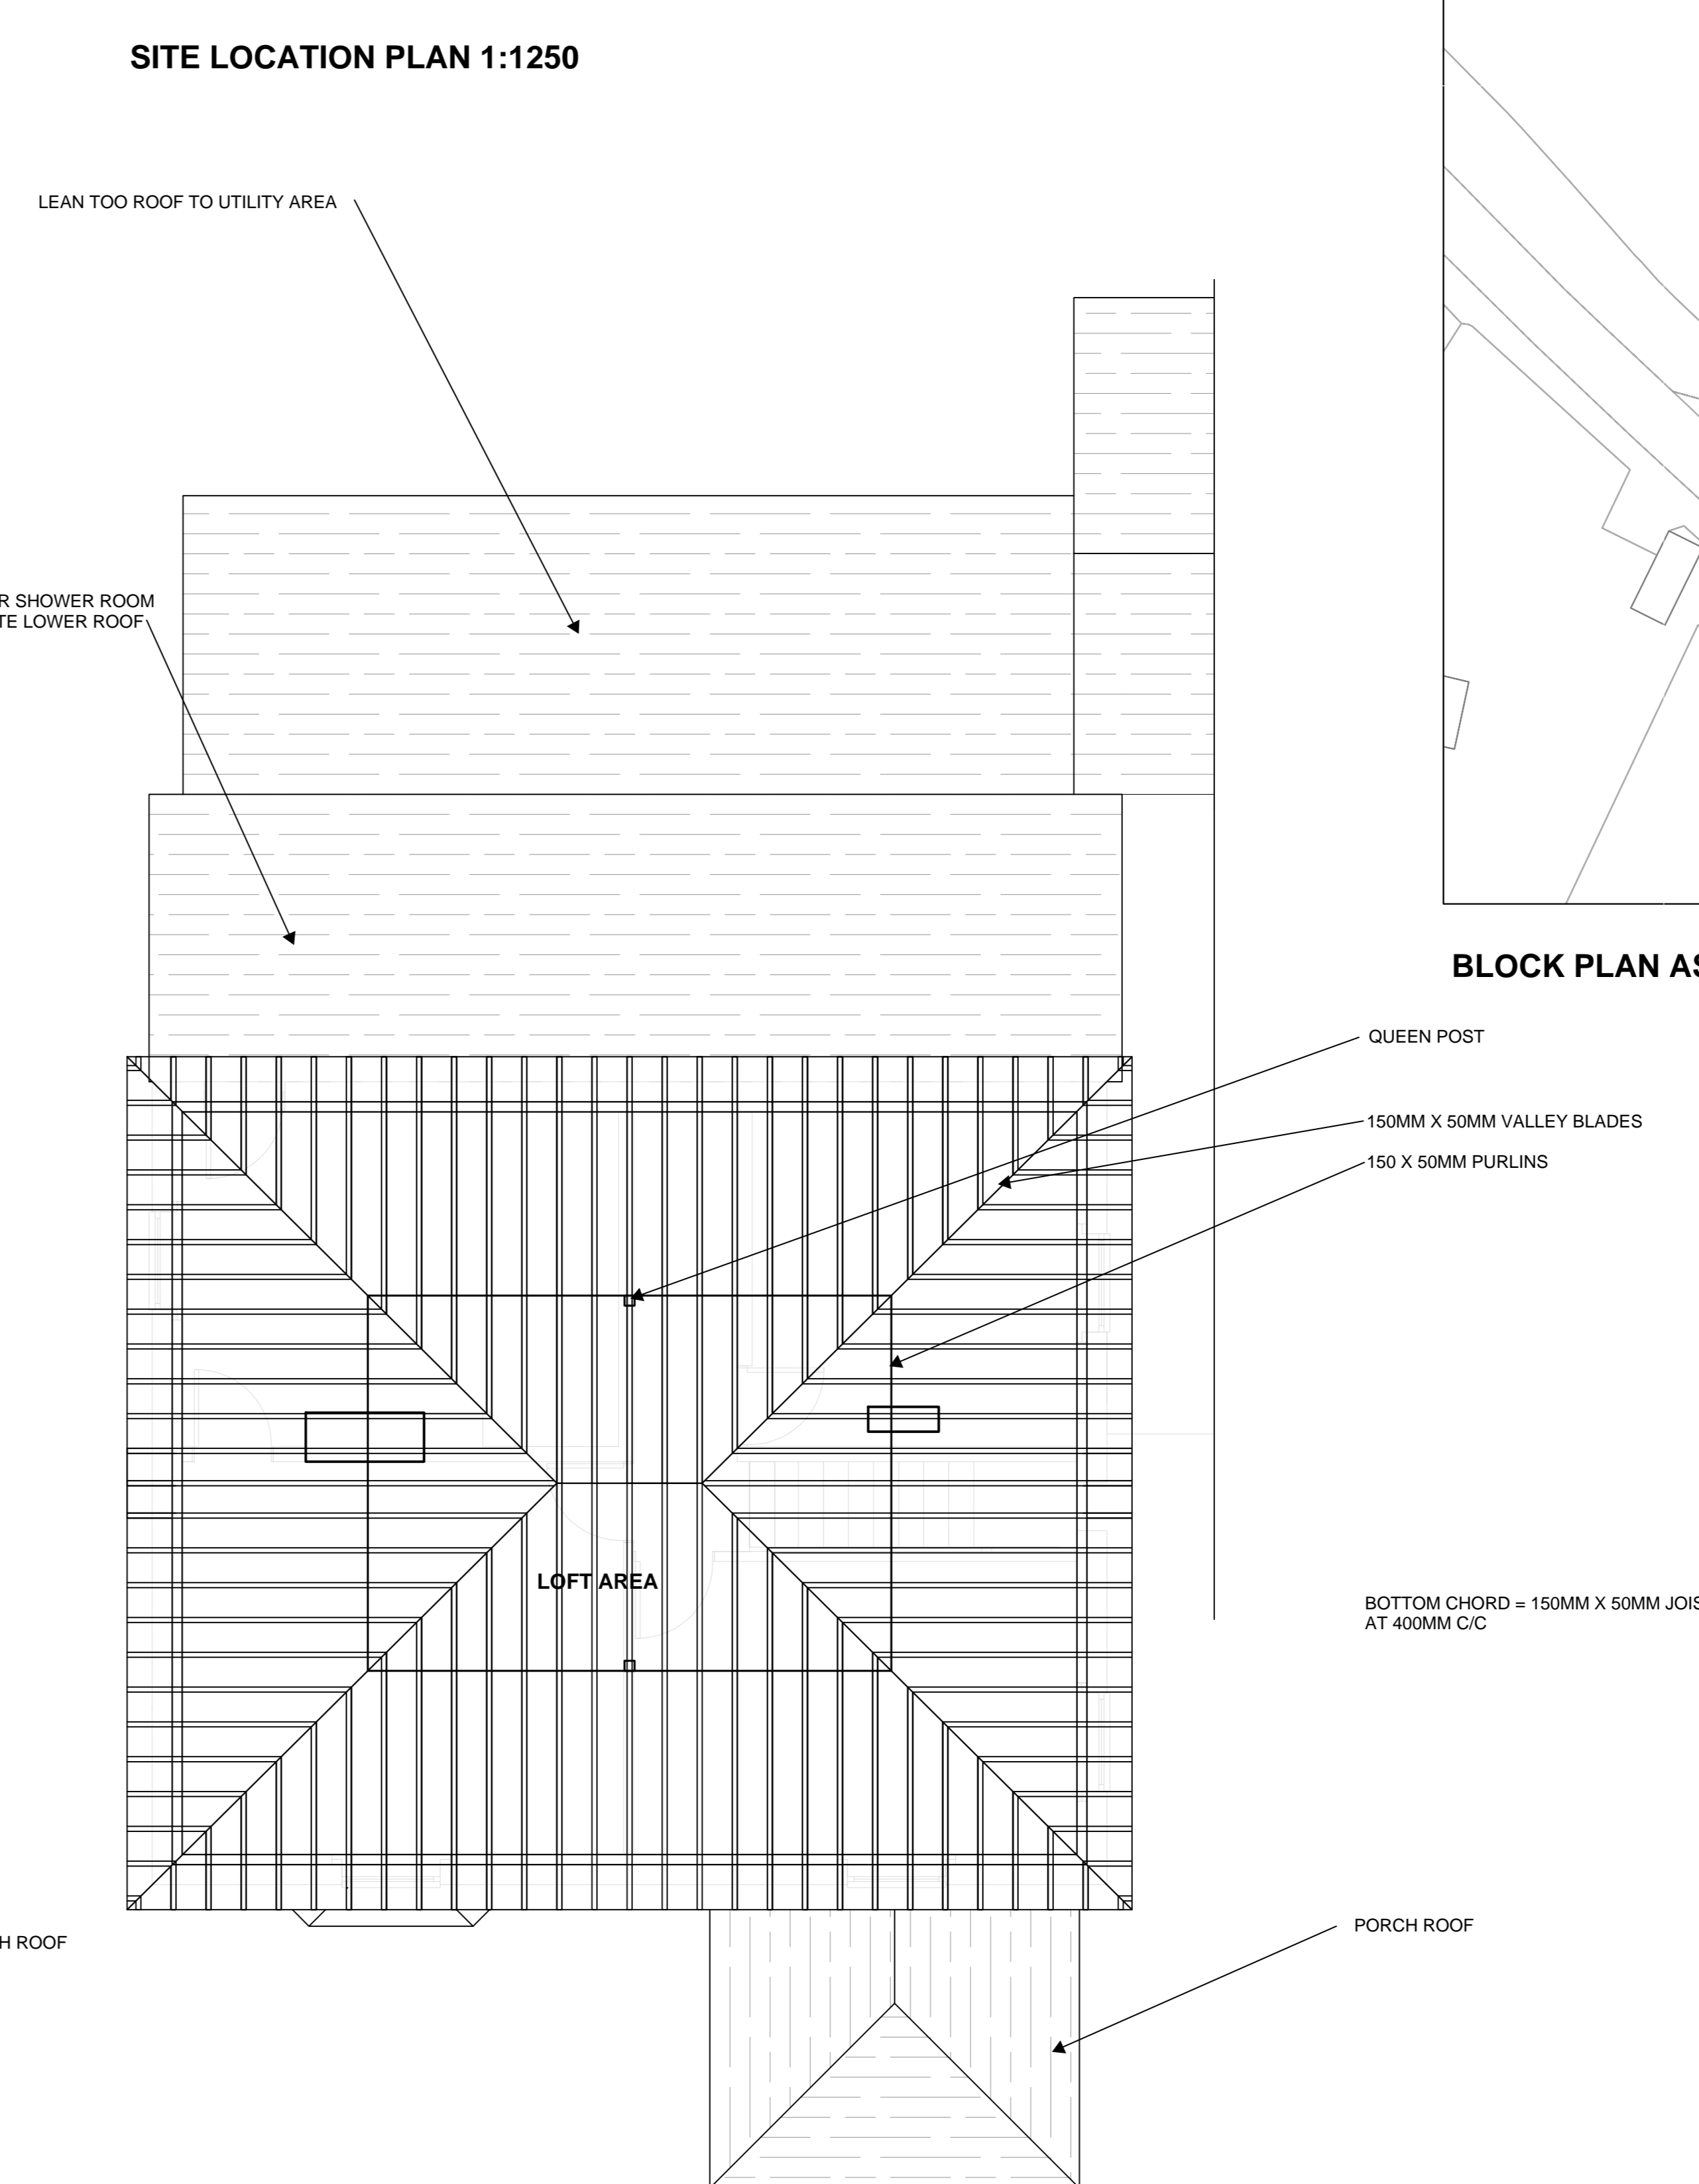 SITE LOCATION PLAN 1:1250
LEAN TOO ROOF TO UTILITY AREA
R SHOWER ROOM
TE LOWER ROOF
BLOCK PLAN AS
QUEEN POST
150MM X 50MM VALLEY BLADES
150 X 50MM PURLINS
LOFT AREA
BOTTOM CHORD = 150MM X 50MM JOIS
AT 400MM C/C
PORCH ROOF
H ROOF